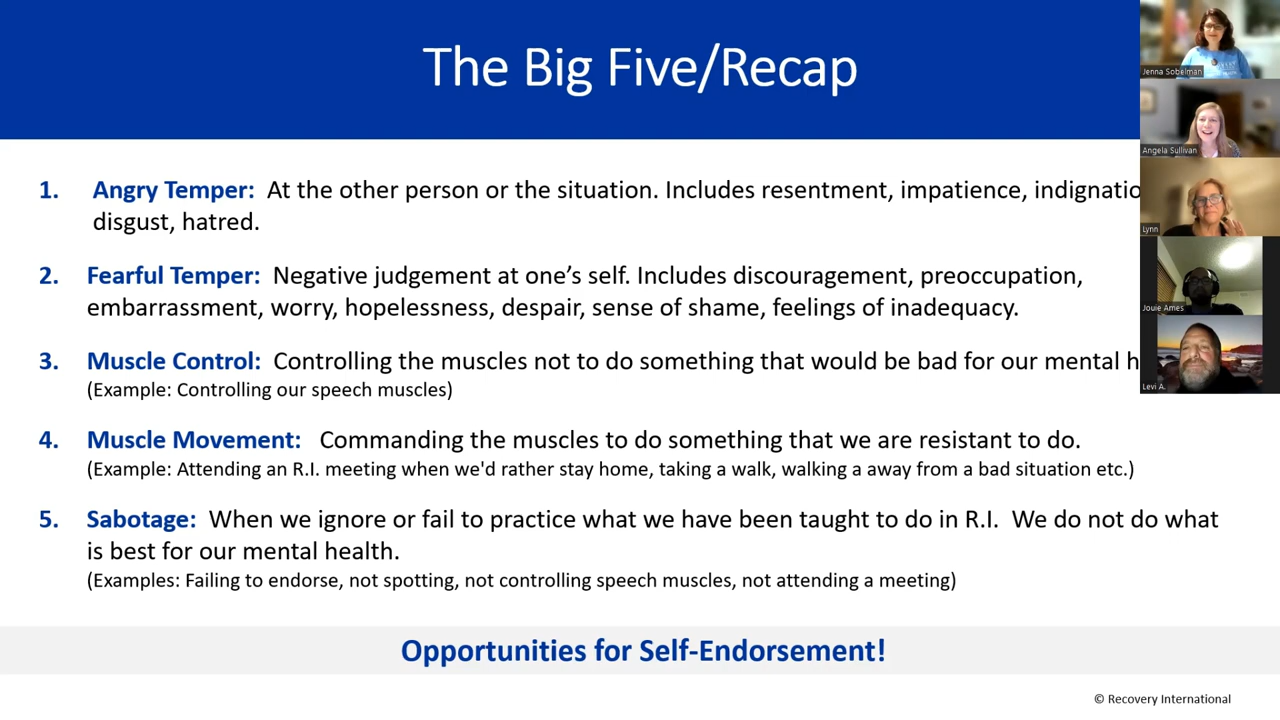 The Big Five/Recap
Jenna Sobelman
Angela Sullivan
Lynn
Jouie Ames
Levi A.
1. Angry Temper: At the other person or the situation. Includes resentment, impatience, indignatio
disgust, hatred.
2. Fearful Temper: Negative judgement at one’s self. Includes discouragement, preoccupation,
embarrassment, worry, hopelessness, despair, sense of shame, feelings of inadequacy.
3. Muscle Control: Controlling the muscles not to do something that would be bad for our mental h
(Example: Controlling our speech muscles)
4. Muscle Movement: Commanding the muscles to do something that we are resistant to do.
(Example: Attending an R.I. meeting when we'd rather stay home, taking a walk, walking a away from a bad situation etc.)
5. Sabotage: When we ignore or fail to practice what we have been taught to do in R.I. We do not do what
is best for our mental health.
(Examples: Failing to endorse, not spotting, not controlling speech muscles, not attending a meeting)
Opportunities for Self-Endorsement!
© Recovery International